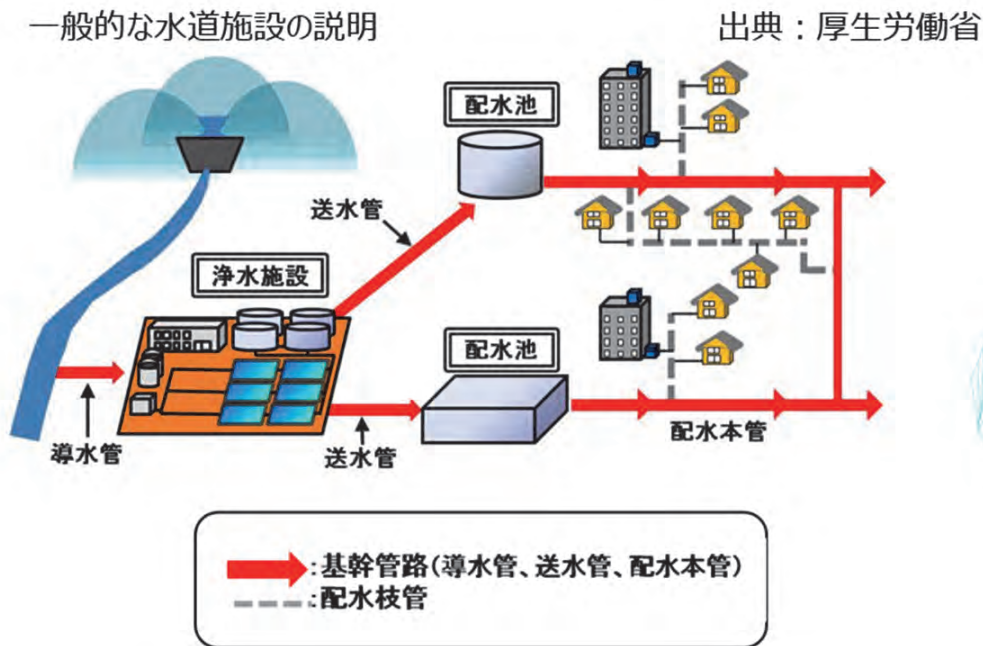 一般的な水道施設の説明
出典：厚生労働省
配水池
送水管
浄水施設
配水池
導水管
送水管
配水本管
:基幹管路(導水管、送水管、配水本管)
:配水枝管